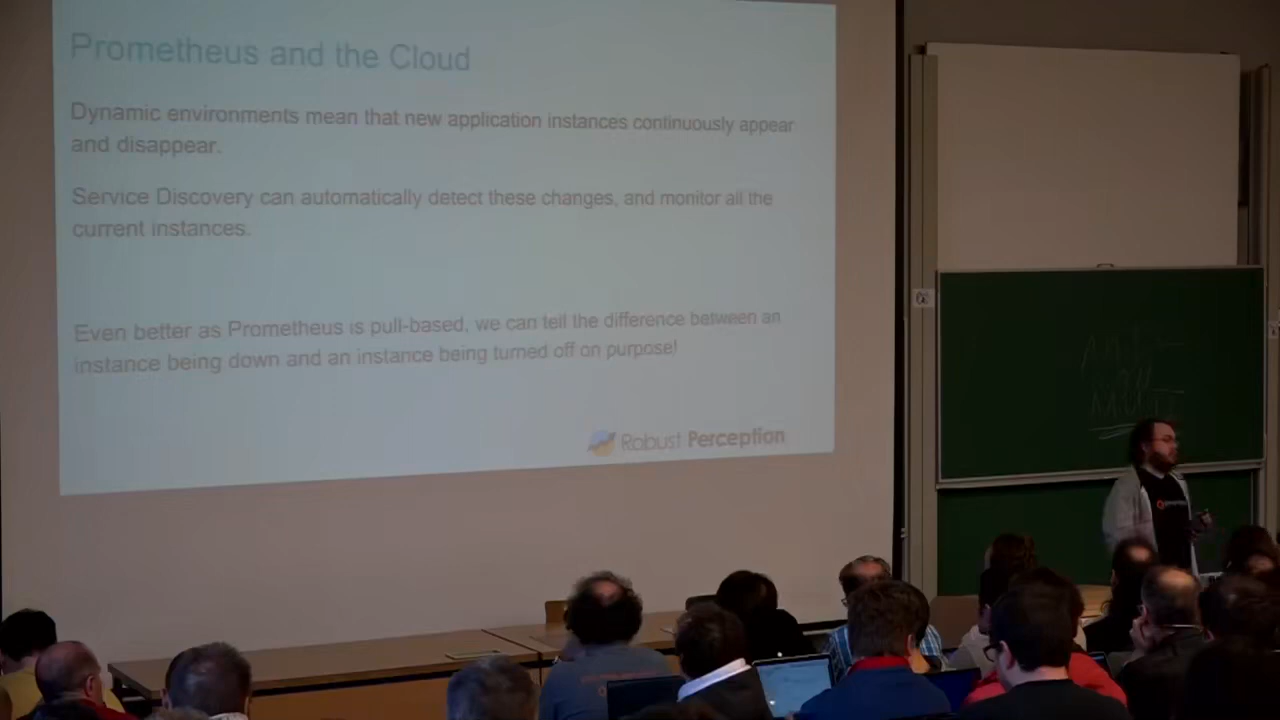 Prometheus and the Cloud
Dynamic environments mean that new application instances continuously appear
and disappear.
Service Discovery can automatically detect these changes, and monitor all the
current instances.
Even better as Prometheus is pull-based, we can tell the difference between an
instance being down and an instance being turned off on purpose!
Robust Perception